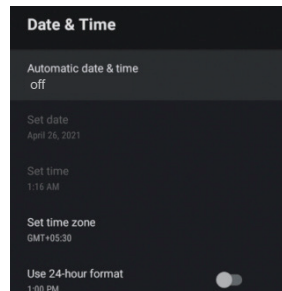 Date & Time
Automatic date & time
off
Set date
April 26, 2021
Set time
1:16 AM
Set time zone
GMT+05:30
Use 24-hour format
1:00 PM